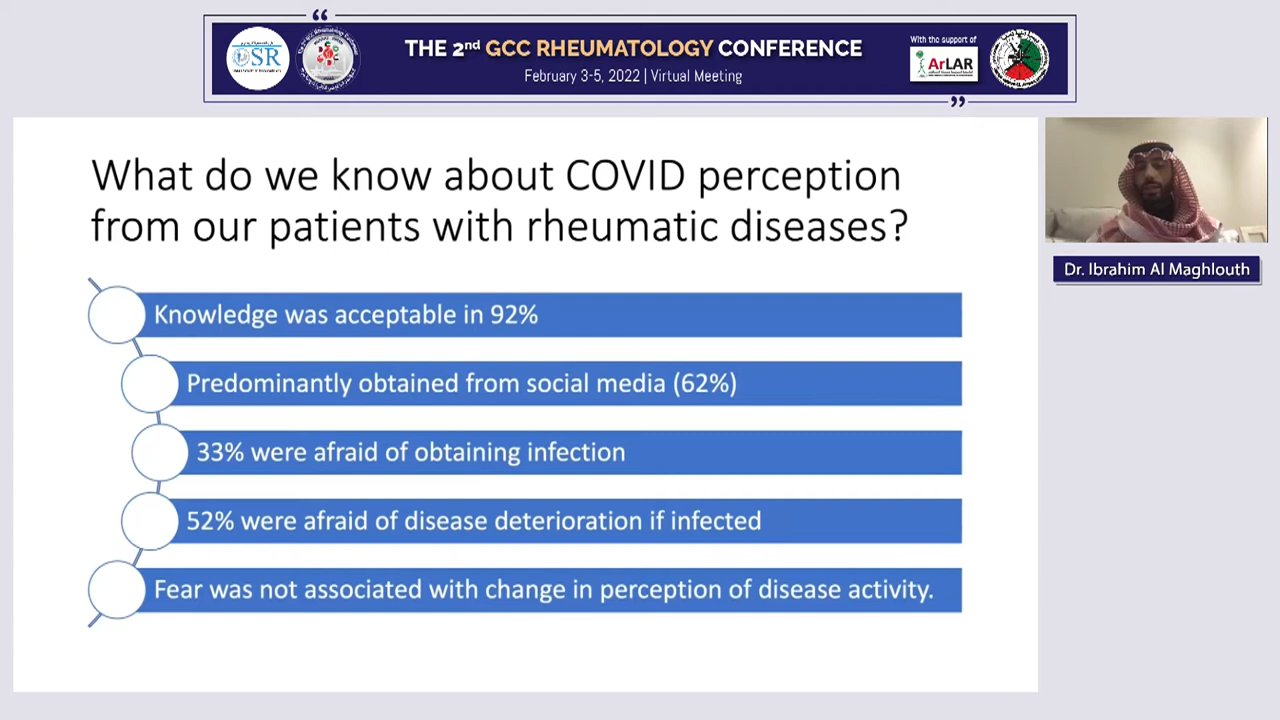 “
THE 2nd GCC RHEUMATOLOGY CONFERENCE
February 3-5, 2022 | Virtual Meeting
With the support of
SR
ArLAR
”
What do we know about COVID perception
from our patients with rheumatic diseases?
Dr. Ibrahim Al Maghlouth
Knowledge was acceptable in 92%
Predominantly obtained from social media (62%)
33% were afraid of obtaining infection
52% were afraid of disease deterioration if infected
Fear was not associated with change in perception of disease activity.